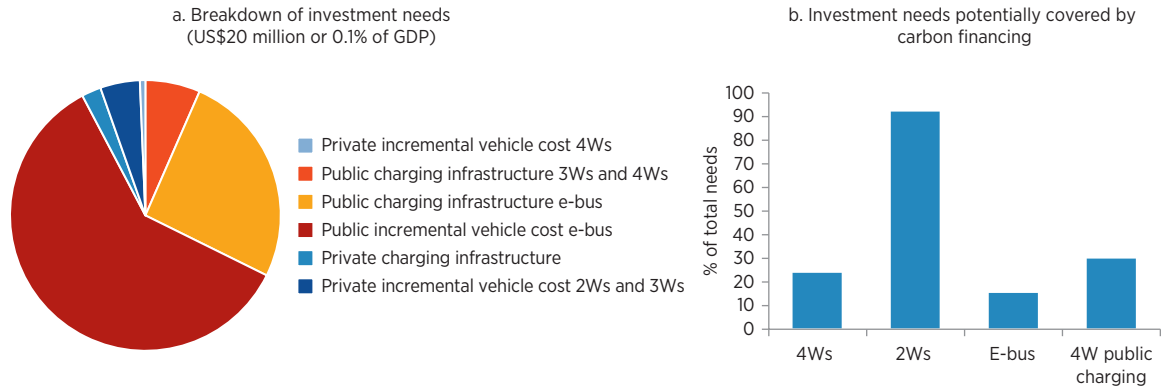 a. Breakdown of investment needs
(US$20 million or 0.1% of GDP)
Private incremental vehicle cost 4Ws
Public charging infrastructure 3Ws and 4Ws
Public charging infrastructure e-bus
Public incremental vehicle cost e-bus
Private charging infrastructure
Private incremental vehicle cost 2Ws and 3Ws
b. Investment needs potentially covered by
carbon financing
% of total needs
100
90
80
70
60
50
40
30
20
10
0
4Ws
2Ws
E-bus
4W public
charging